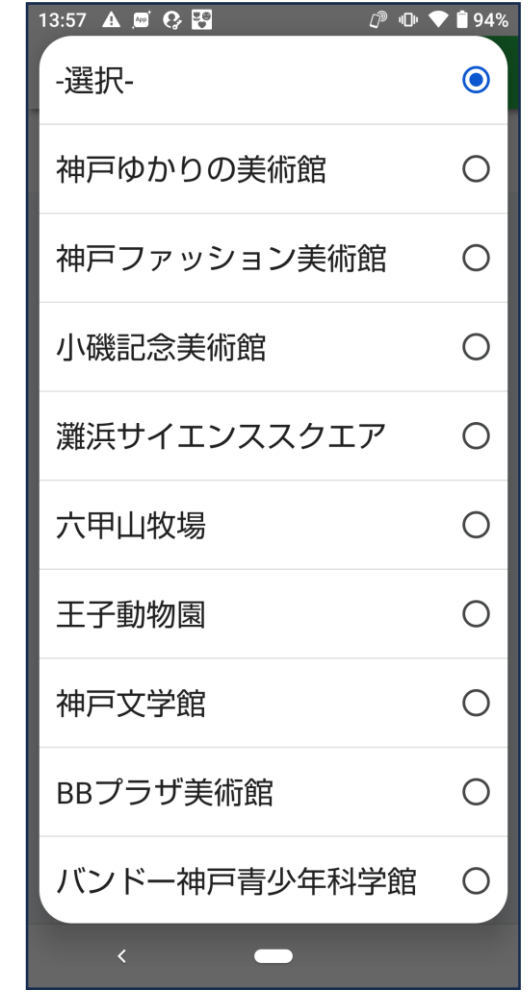 13:57
94%
-選択-
神戸ゆかりの美術館
神戸ファッション美術館
小磯記念美術館
灘浜サイエンススクエア
六甲山牧場
王子動物園
神戸文学館
BBプラザ美術館
バンドー神戸青少年科学館